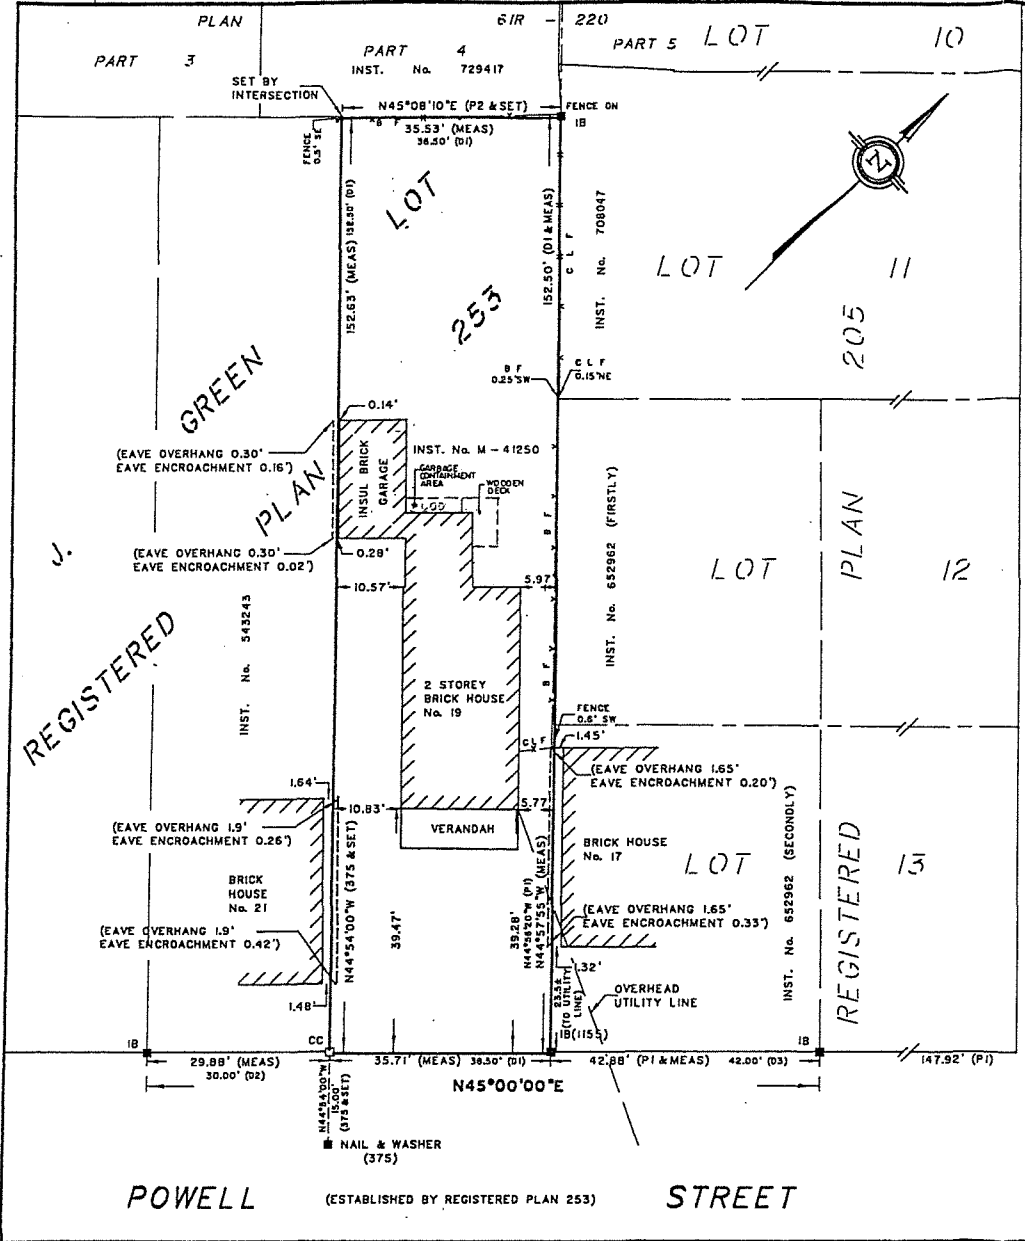 PLAN 61R - 220
PART 3
PART 4
INST. No. 729417
PART 5 LOT 10
SET BY
INTERSECTION
N45°08'10"E (P2 & SET)
FENCE ON
IB
B F
35.53' (MEAS)
36.50' (D1)
FENCE
0.5' SE
N
LOT
253
152.63' (MEAS) 152.50' (D1)
152.50' (D1 & MEAS)
C L F
INST. No. 708047
LOT 11
205
PLAN
B F
0.25'SW
C L F
0.15'NE
GREEN
0.14'
(EAVE OVERHANG 0.30'
EAVE ENCROACHMENT 0.16')
INST. No. M - 41250
INSUL BRICK
GARAGE
GARBAGE
CONTAINMENT
AREA
WOODEN
DECK
PLAN
J.
(EAVE OVERHANG 0.30'
EAVE ENCROACHMENT 0.02')
0.28'
B F
INST. No. 652962 (FIRSTLY)
LOT 12
10.57'
5.97
INST. No. 543243
REGISTERED
2 STOREY
BRICK HOUSE
No. 19
B F
FENCE
0.6' SW
1.45'
C L F
(EAVE OVERHANG 1.65'
EAVE ENCROACHMENT 0.20')
1.64'
10.83'
5.77
(EAVE OVERHANG 1.9'
EAVE ENCROACHMENT 0.26')
VERANDAH
BRICK HOUSE
No. 17
LOT 13
INST. No. 652962 (SECONDLY)
REGISTERED
BRICK
HOUSE
No. 21
N44°54'00"W (375 & SET)
39.47'
39.28'
N44°56'20"W (P1)
N44°57'55"W (MEAS)
(EAVE OVERHANG 1.65'
EAVE ENCROACHMENT 0.33')
(EAVE OVERHANG 1.9'
EAVE ENCROACHMENT 0.42')
1.32'
23.5±
(TO UTILITY
LINE)
OVERHEAD
UTILITY LINE
1.48
IB
CC
IB(1155)
IB
29.88' (MEAS)
30.00' (D2)
35.71' (MEAS) 36.50' (D1)
42.88' (P1 & MEAS) 42.00' (D3)
147.92' (P1)
N45°00'00"E
N44°54'00"W
15.00'
(375 & SET)
NAIL & WASHER
(375)
POWELL (ESTABLISHED BY REGISTERED PLAN 253) STREET